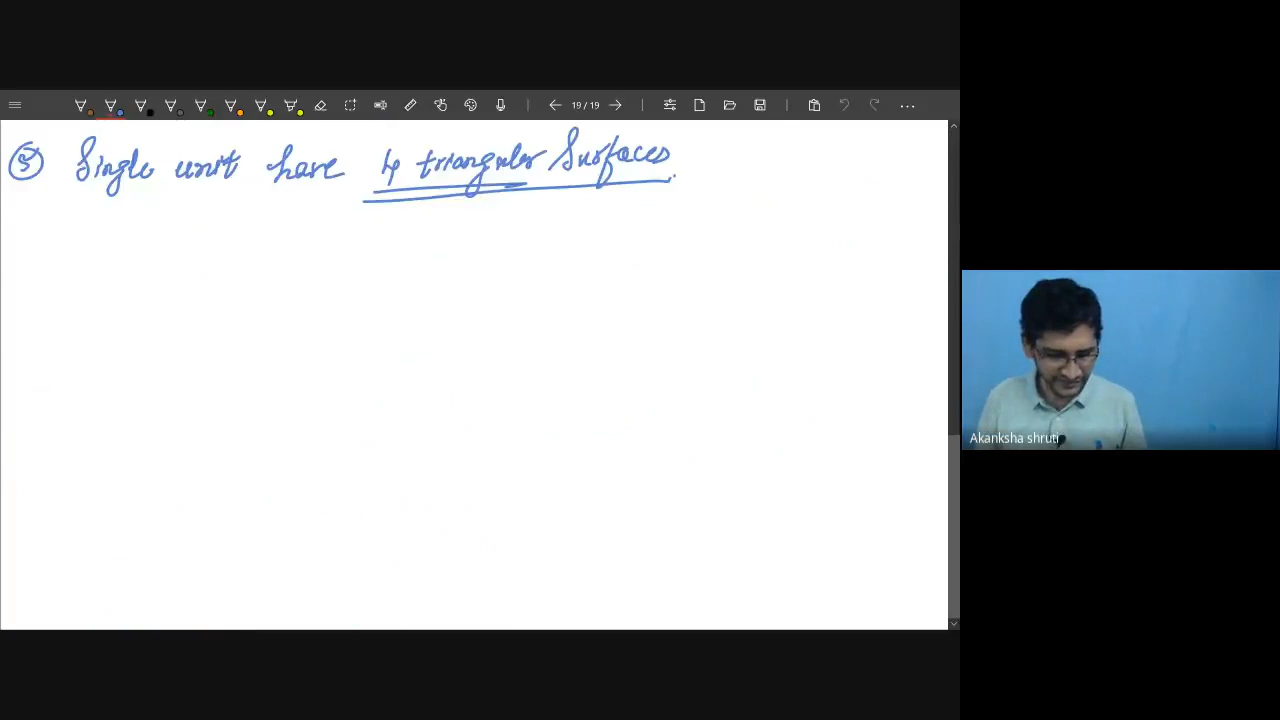 19 / 19
⑤ Single unit have 4 triangular Surfaces.
Akanksha shruti